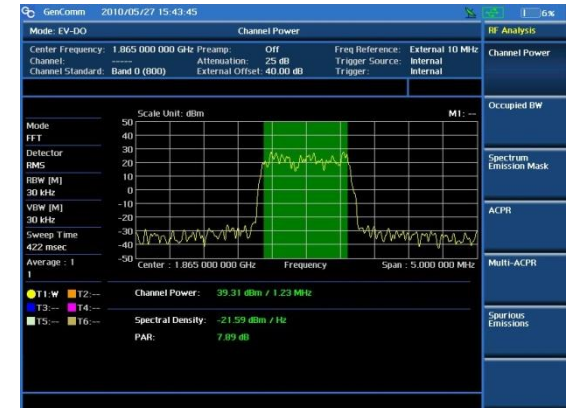 GenComm 2010/05/27 15:43:45 6%
Mode: EV-DO Channel Power RF Analysis
Center Frequency: 1.865 000 000 GHz Preamp: Off Freq Reference: External 10 MHz
Channel: ----- Attenuation: 25 dB Trigger Source: Internal
Channel Standard: Band 0 (800) External Offset: 40.00 dB Trigger: Internal
Channel Power
Scale Unit: dBm M1: --
Occupied BW
Mode
FFT
Detector
RMS
RBW [M]
30 kHz
VBW [M]
30 kHz
Sweep Time
422 msec
Average : 1
1
50
40
30
20
10
0
-10
-20
-30
-40
-50
Spectrum
Emission Mask
ACPR
Center : 1.865 000 000 GHz Frequency Span : 5.000 000 MHz
Multi-ACPR
T1:W T2:--
T3:-- T4:--
T5:-- T6:--
Channel Power: 39.31 dBm / 1.23 MHz
Spectral Density: -21.59 dBm / Hz
PAR: 7.89 dB
Spurious
Emissions